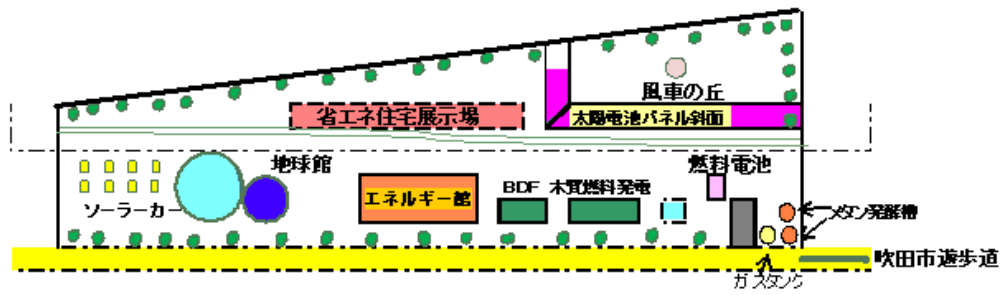 風車の丘
省エネ住宅展示場
太陽電池パネル斜面
地球館
燃料電池
エネルギー館
BDF 木質燃料発電
ソーラーカー
メタン発酵槽
吹田市遊歩道
ガスタンク